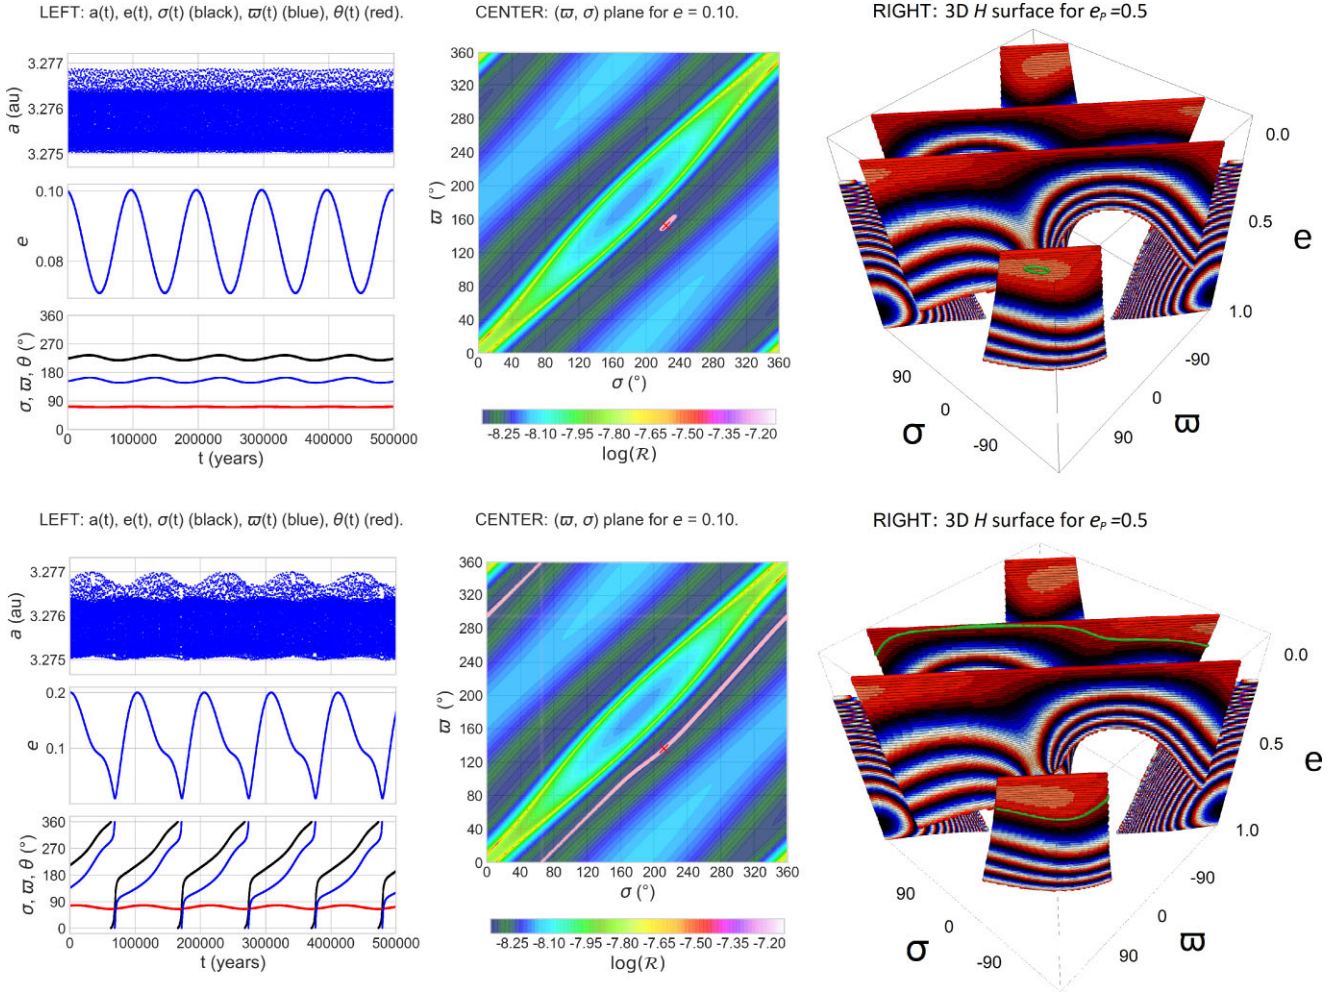 LEFT: a(t), e(t), σ(t) (black), ϖ(t) (blue), θ(t) (red).
CENTER: (ϖ, σ) plane for e = 0.10.
RIGHT: 3D H surface for eₚ=0.5
3.277
3.276
3.275
a (au)
0.10
0.08
e
360
270
180
90
0
σ, ϖ, θ (°)
0 100000 200000 300000 400000 500000
t (years)
360
320
280
240
200
160
120
80
40
0
ϖ (°)
0 40 80 120 160 200 240 280 320 360
σ (°)
-8.25 -8.10 -7.95 -7.80 -7.65 -7.50 -7.35 -7.20
log(ℛ)
0.0
0.5
1.0
e
90
0
-90
σ
-90
0
90
ϖ
LEFT: a(t), e(t), σ(t) (black), ϖ(t) (blue), θ(t) (red).
CENTER: (ϖ, σ) plane for e = 0.10.
RIGHT: 3D H surface for eₚ=0.5
3.277
3.276
3.275
a (au)
0.2
0.1
e
360
270
180
90
0
σ, ϖ, θ (°)
0 100000 200000 300000 400000 500000
t (years)
360
320
280
240
200
160
120
80
40
0
ϖ (°)
0 40 80 120 160 200 240 280 320 360
σ (°)
-8.25 -8.10 -7.95 -7.80 -7.65 -7.50 -7.35 -7.20
log(ℛ)
0.0
0.5
1.0
e
90
0
-90
σ
-90
0
90
ϖ